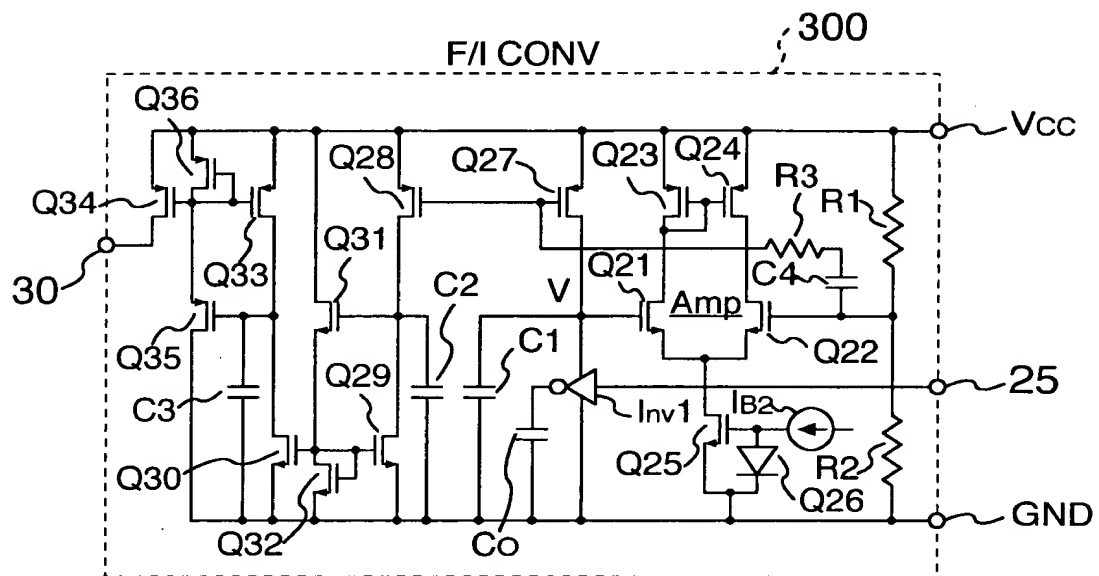 300
F/I CONV
Q36
VCC
Q28
Q27
Q23
Q24
R3
R1
Q34
Q31
30
Q33
Q21
C4
C2
V
Amp
Q35
C1
Q22
Q29
25
C3
Inv1
IB2
Q30
Q25
R2
Q26
Q32
Co
GND